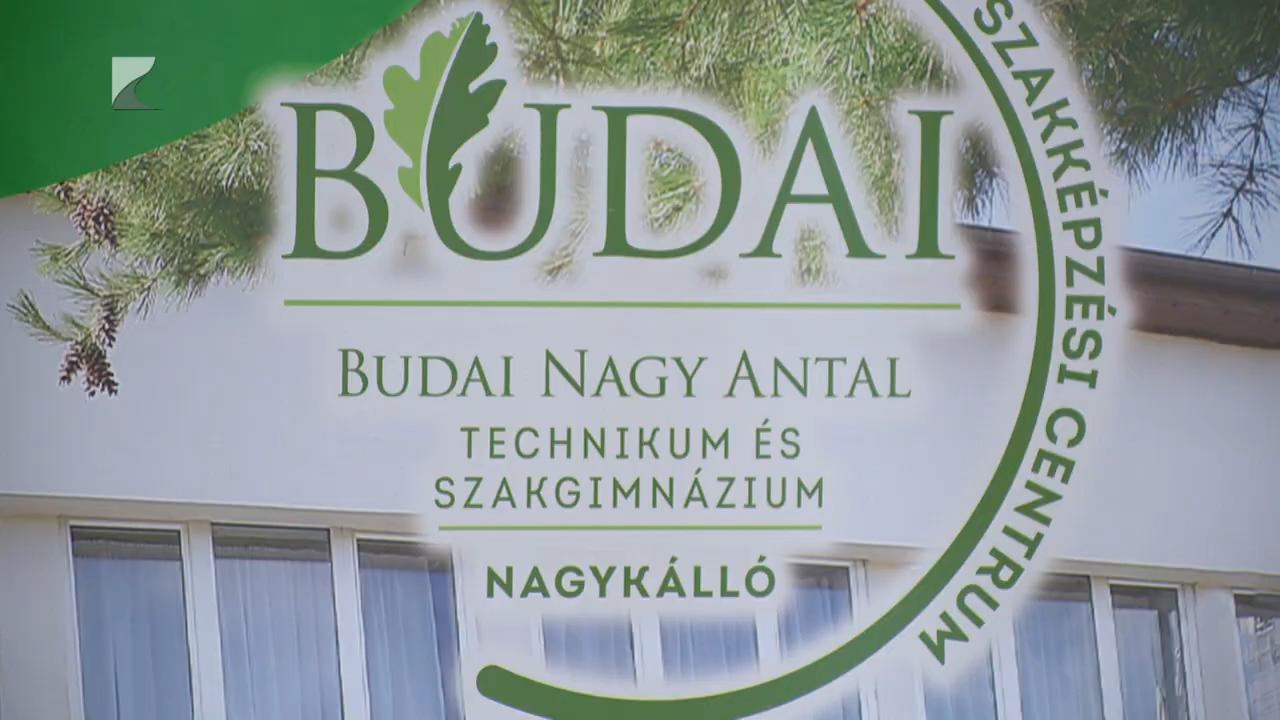 BUDAI
BUDAI NAGY ANTAL
TECHNIKUM ÉS
SZAKGIMNÁZIUM
NAGYKÁLLÓ
SZAKKÉPZÉSI CENTRUM